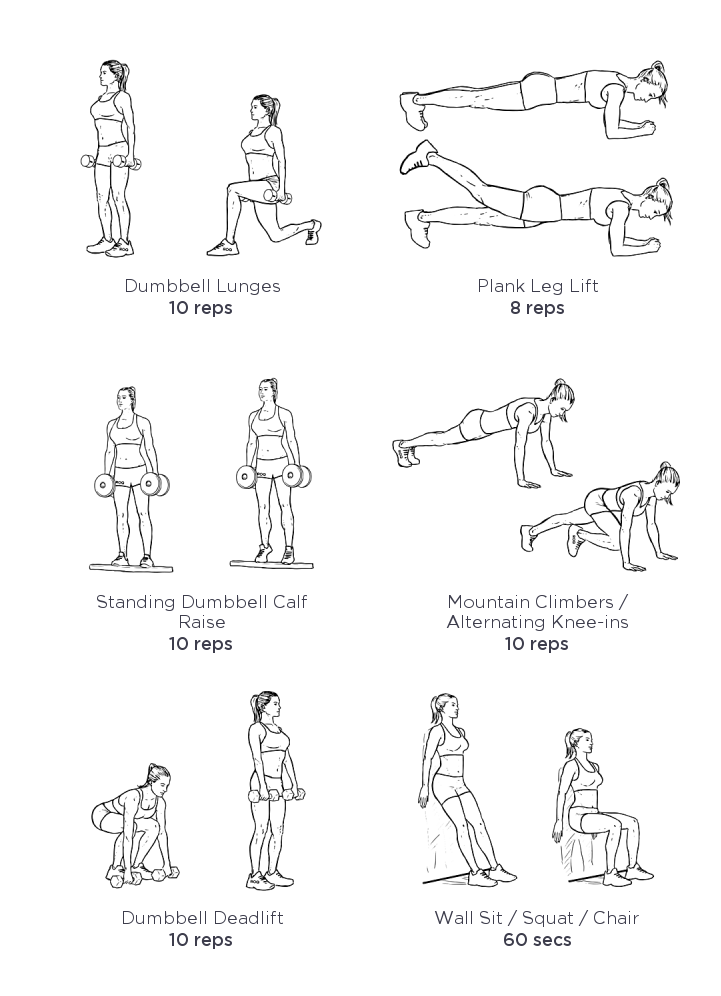 Dumbbell Lunges
10 reps
Plank Leg Lift
8 reps
Standing Dumbbell Calf
Raise
10 reps
Mountain Climbers /
Alternating Knee-ins
10 reps
Dumbbell Deadlift
10 reps
Wall Sit / Squat / Chair
60 secs